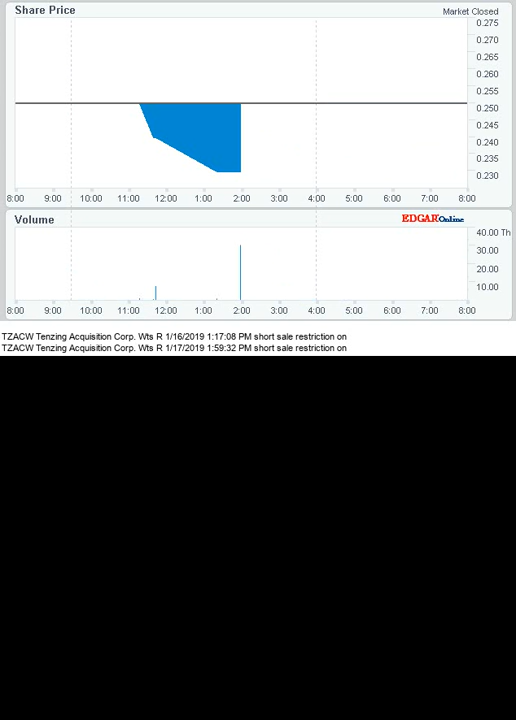 Share Price
Market Closed
0.275
0.270
0.265
0.260
0.255
0.250
0.245
0.240
0.235
0.230
8:00 9:00 10:00 11:00 12:00 1:00 2:00 3:00 4:00 5:00 6:00 7:00 8:00
Volume
EDGAR Online
40.00 Th
30.00
20.00
10.00
8:00 9:00 10:00 11:00 12:00 1:00 2:00 3:00 4:00 5:00 6:00 7:00 8:00
TZACW Tenzing Acquisition Corp. Wts R 1/16/2019 1:17:08 PM short sale restriction on
TZACW Tenzing Acquisition Corp. Wts R 1/17/2019 1:59:32 PM short sale restriction on